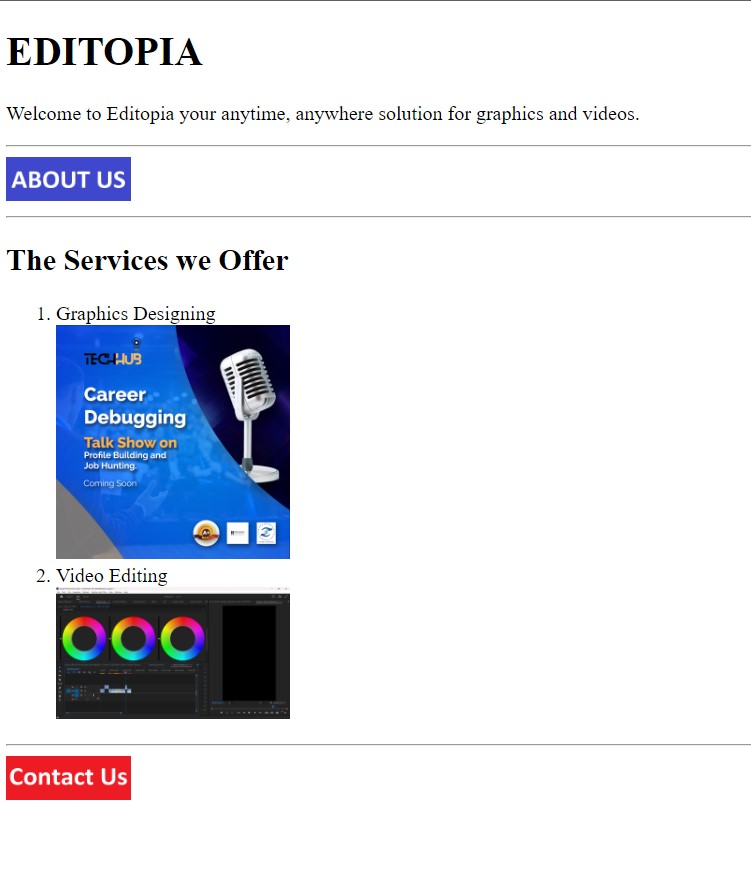 EDITOPIA
Welcome to Editopia your anytime, anywhere solution for graphics and videos.
ABOUT US
The Services we Offer
1. Graphics Designing
TECHHUB
Career
Debugging
Talk Show on
Profile Building and
Job Hunting.
Coming Soon
2. Video Editing
Contact Us